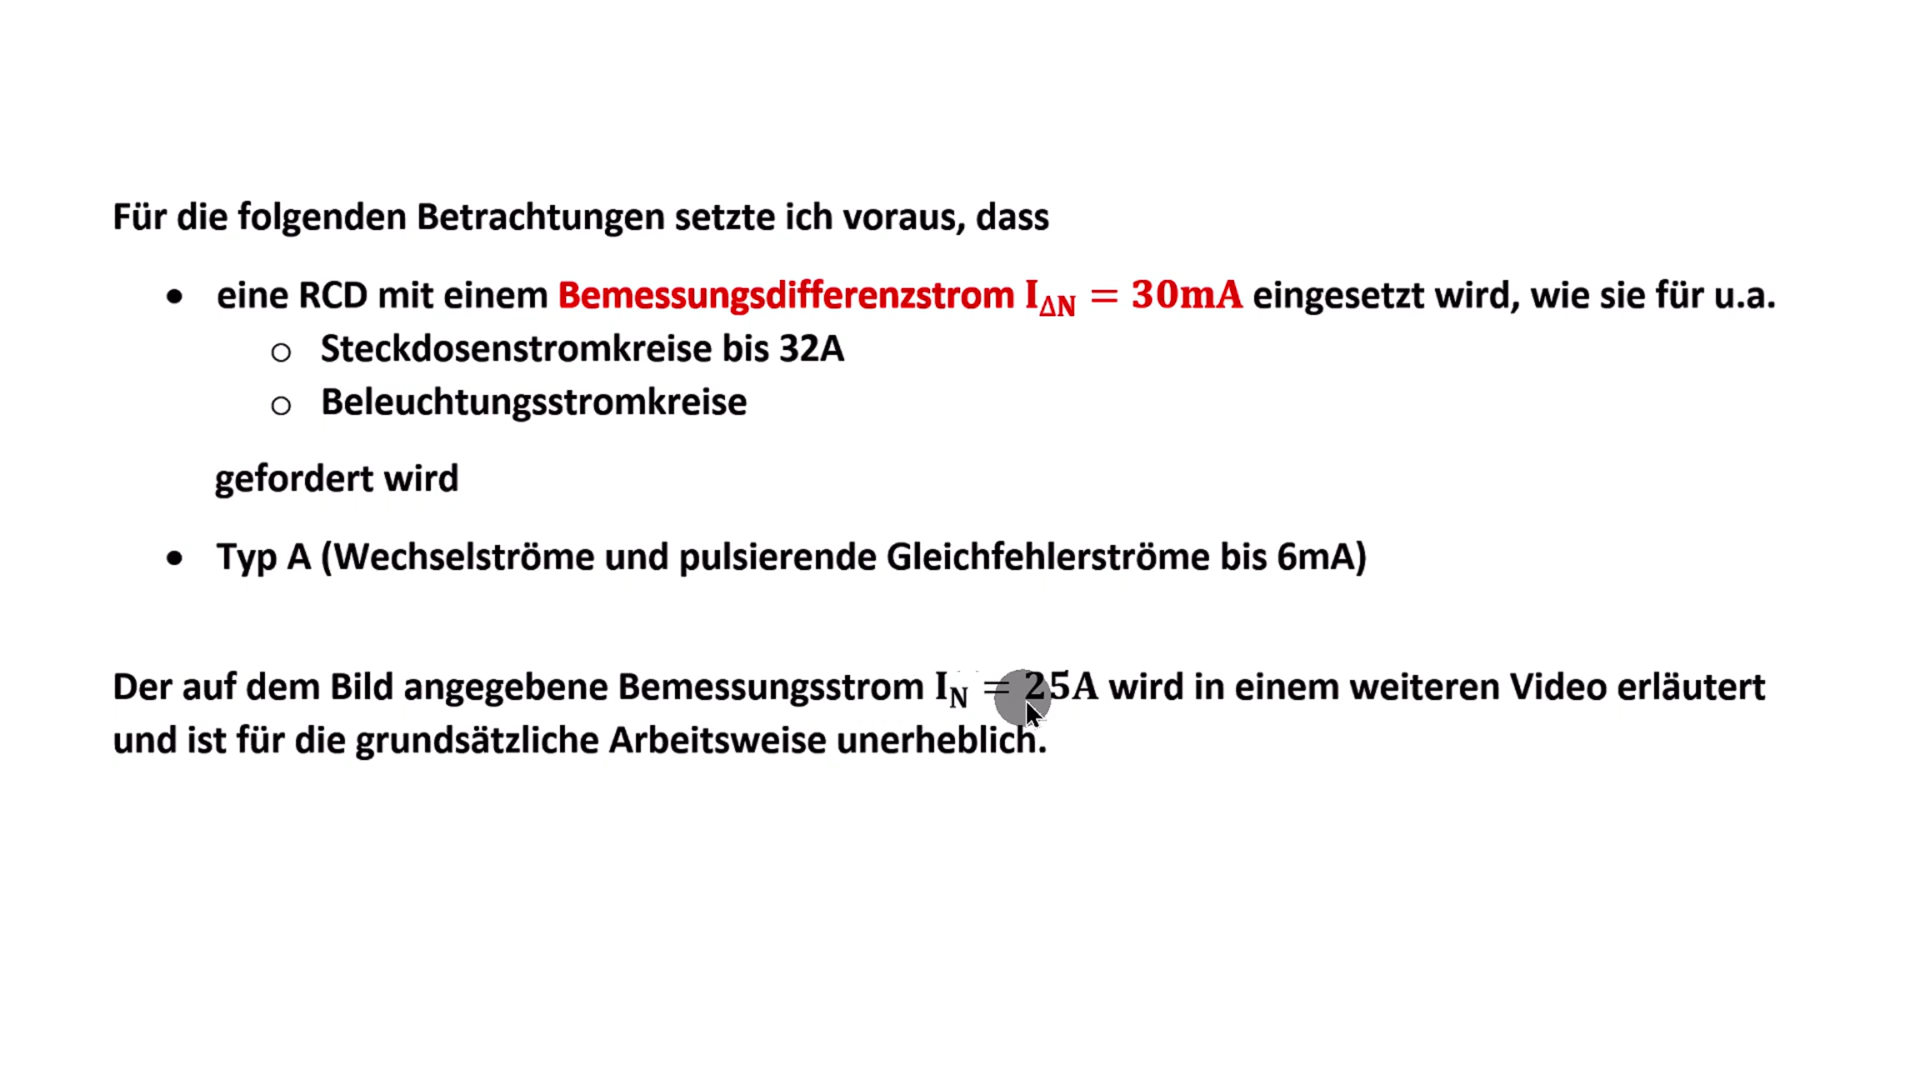 Für die folgenden Betrachtungen setzte ich voraus, dass
• eine RCD mit einem Bemessungsdifferenzstrom I_ΔN = 30mA eingesetzt wird, wie sie für u.a.
o Steckdosenstromkreise bis 32A
o Beleuchtungsstromkreise
gefordert wird
• Typ A (Wechselströme und pulsierende Gleichfehlerströme bis 6mA)
Der auf dem Bild angegebene Bemessungsstrom I_N = 25A wird in einem weiteren Video erläutert
und ist für die grundsätzliche Arbeitsweise unerheblich.